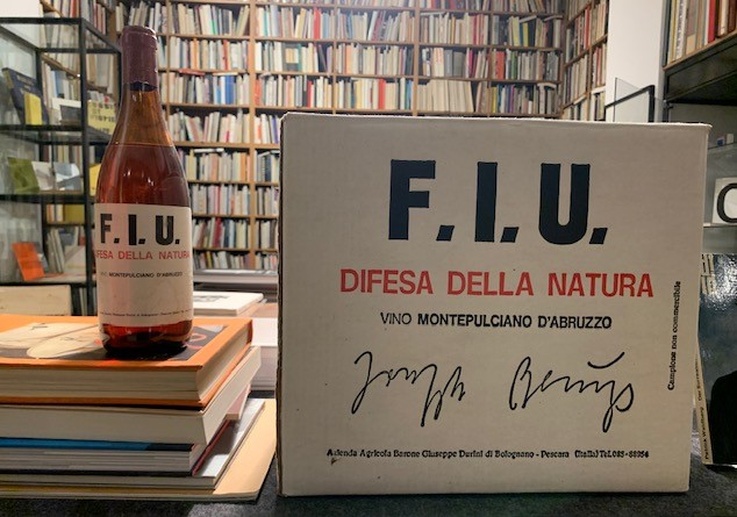 F.I.U.
DIFESA DELLA NATURA
VINO MONTEPULCIANO D'ABRUZZO
F.I.U.
DIFESA DELLA NATURA
VINO MONTEPULCIANO D'ABRUZZO
Joseph Beuys
Azienda Agricola Barone Giuseppe Durini di Bolognano - Pescara (Italia) Tel. 085-88954
Campione non commerciabile